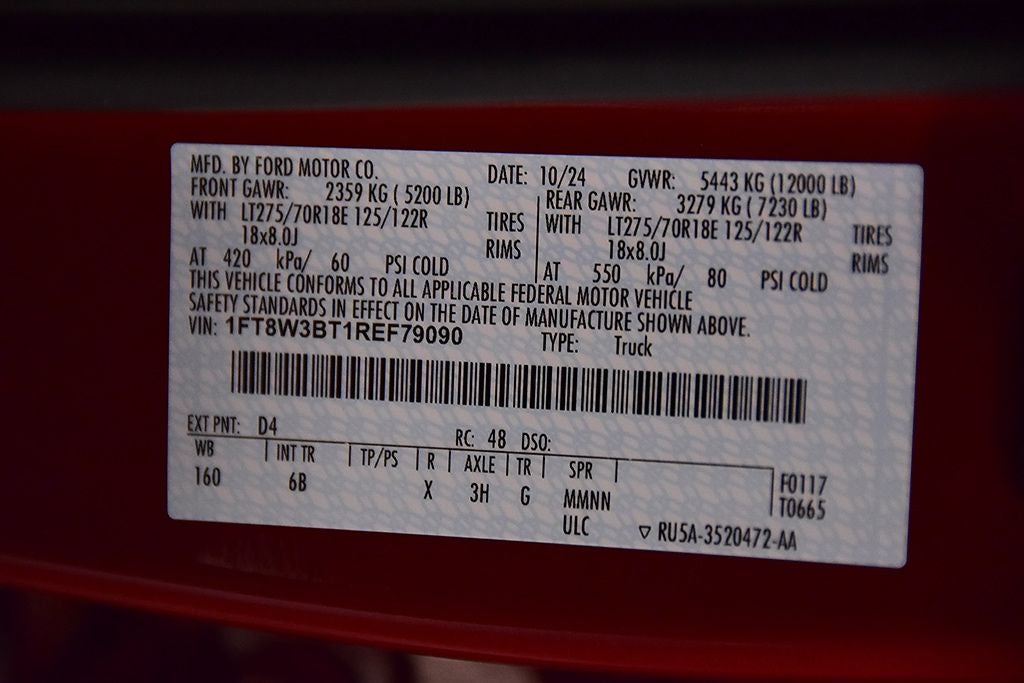 MFD. BY FORD MOTOR CO. DATE: 10/24 GVWR: 5443 KG (12000 LB)
FRONT GAWR: 2359 KG ( 5200 LB) REAR GAWR: 3279 KG ( 7230 LB)
WITH LT275/70R18E 125/122R TIRES WITH LT275/70R18E 125/122R TIRES
18x8.0J RIMS 18x8.0J RIMS
AT 420 kPa/ 60 PSI COLD AT 550 kPa/ 80 PSI COLD
THIS VEHICLE CONFORMS TO ALL APPLICABLE FEDERAL MOTOR VEHICLE
SAFETY STANDARDS IN EFFECT ON THE DATE OF MANUFACTURE SHOWN ABOVE.
VIN: 1FT8W3BT1REF79090 TYPE: Truck
EXT PNT: D4 RC: 48 DSO:
WB INT TR TP/PS R AXLE TR SPR
160 6B X 3H G MMNN F0117
ULC T0665
▽ RU5A-3520472-AA